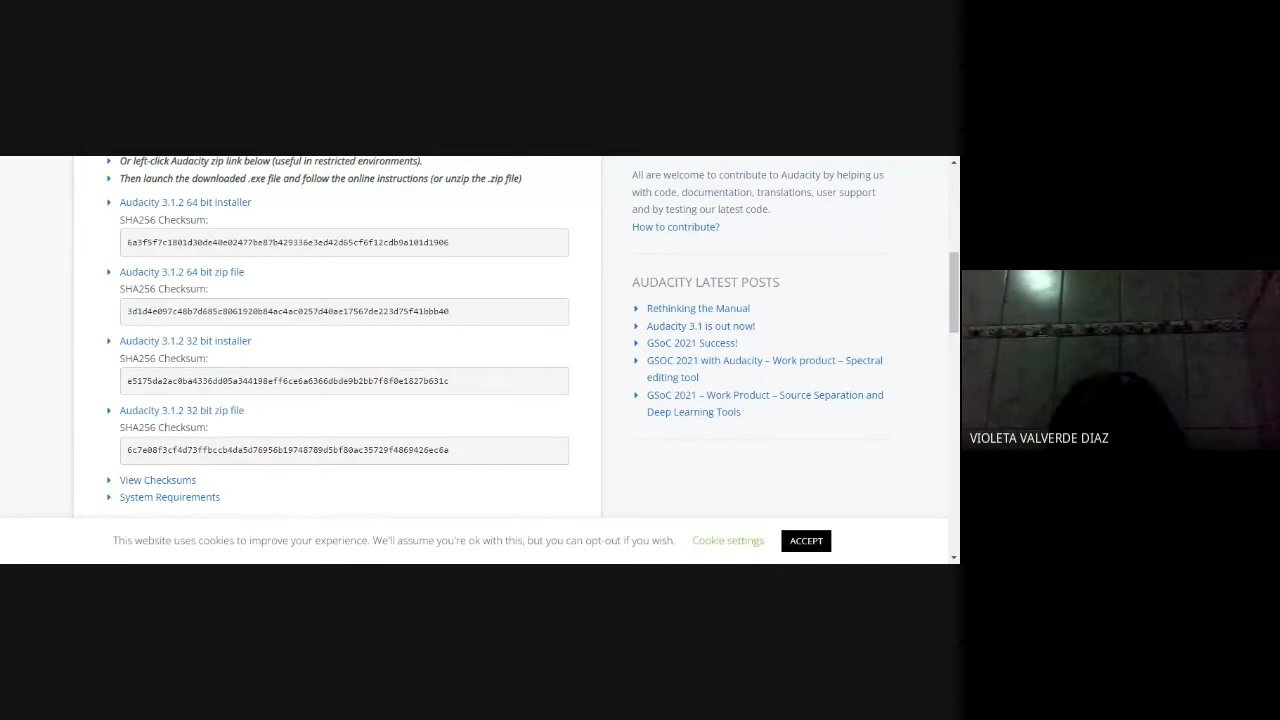 Or left-click Audacity zip link below (useful in restricted environments).
Then launch the downloaded .exe file and follow the online instructions (or unzip the .zip file)
Audacity 3.1.2 64 bit installer
SHA256 Checksum:
6a3f5f7c1801d30de40e02477be87b429336e3ed42d65cf6f12cdb9a101d1906
Audacity 3.1.2 64 bit zip file
SHA256 Checksum:
3d1d4e097c48b7d685c8061920b84ac4ac0257d40ae17567de223d75f41bbb40
Audacity 3.1.2 32 bit installer
SHA256 Checksum:
e5175da2ac0ba4336dd05a344198eff6ce6a6366dbde9b2bb7f8f0e1827b631c
Audacity 3.1.2 32 bit zip file
SHA256 Checksum:
6c7e08f3cf4d73ffbccb4da5d76956b19748789d5bf80ac35729f4869426ec6a
View Checksums
System Requirements
All are welcome to contribute to Audacity by helping us
with code, documentation, translations, user support
and by testing our latest code.
How to contribute?
AUDACITY LATEST POSTS
Rethinking the Manual
Audacity 3.1 is out now!
GSoC 2021 Success!
GSOC 2021 with Audacity – Work product – Spectral
editing tool
GSoC 2021 – Work Product – Source Separation and
Deep Learning Tools
This website uses cookies to improve your experience. We'll assume you're ok with this, but you can opt-out if you wish.
Cookie settings
ACCEPT
VIOLETA VALVERDE DIAZ